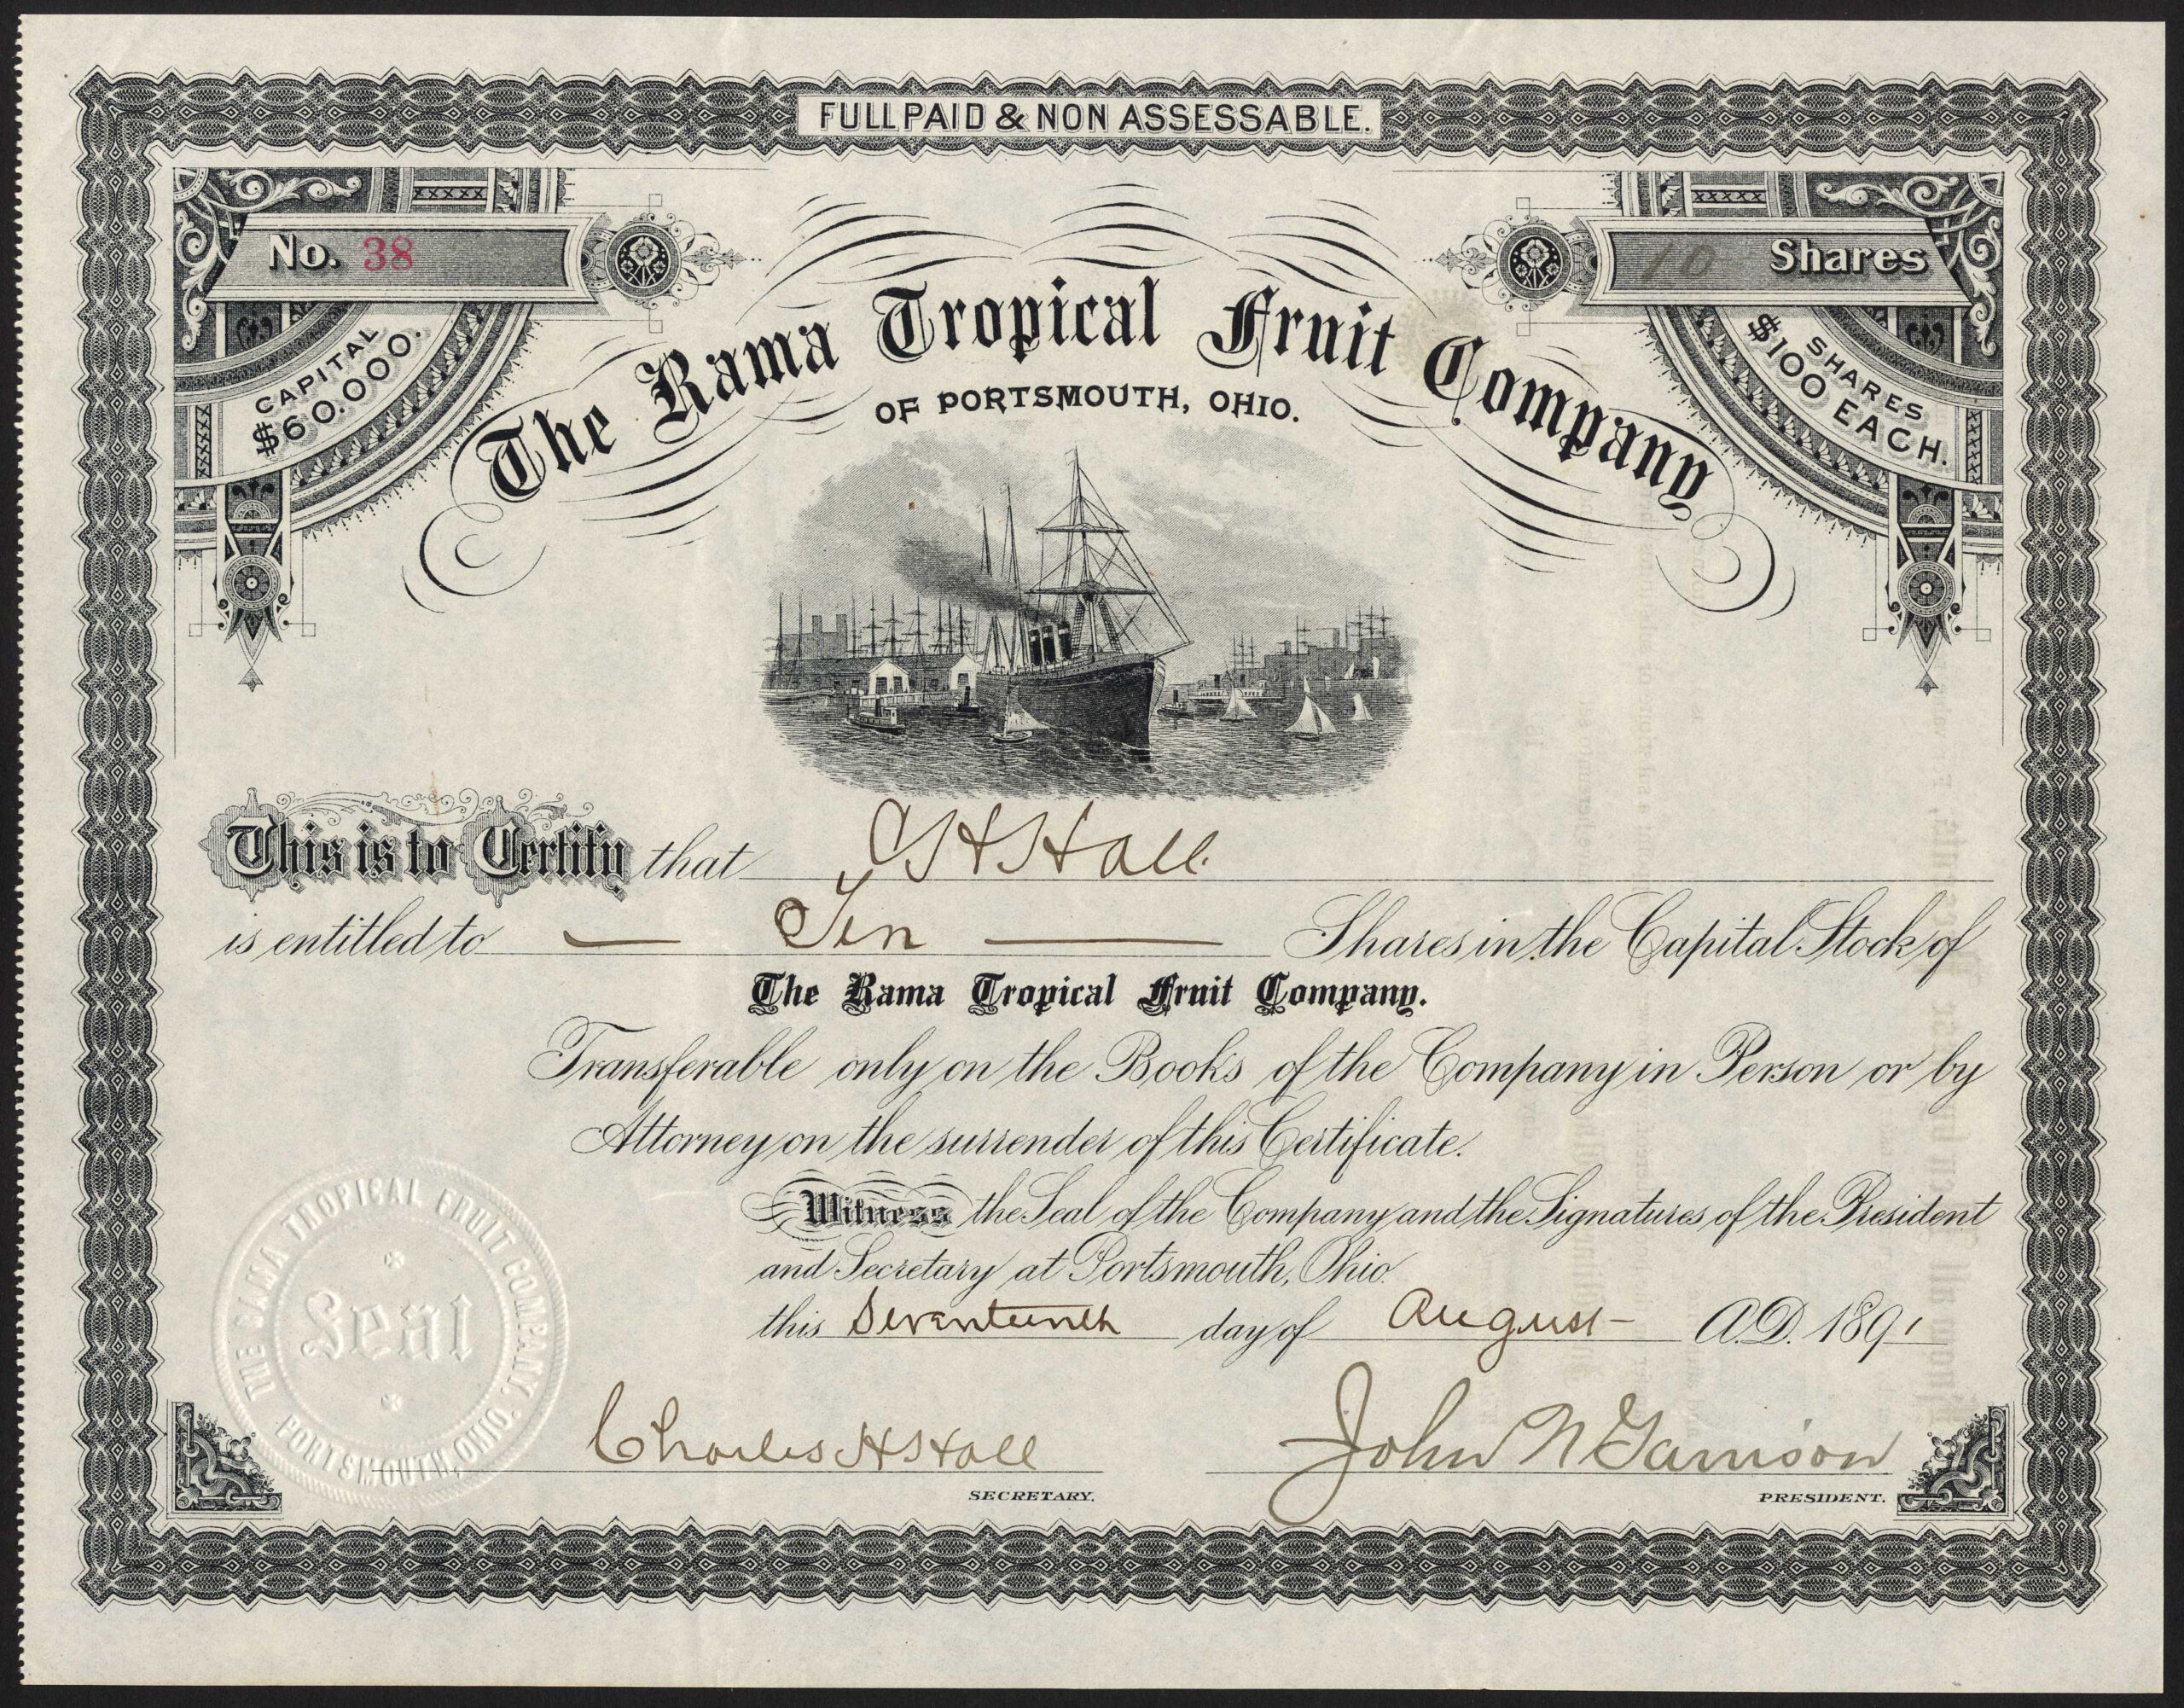 FULL PAID & NON ASSESSABLE.
No. 38
10 Shares
CAPITAL
$60.000.
SHARES
$100 EACH.
The Rama Tropical Fruit Company
OF PORTSMOUTH, OHIO.
This is to Certify that C H Hall
is entitled to — Ten — Shares in the Capital Stock of
The Rama Tropical Fruit Company.
Transferable only on the Books of the Company in Person or by
Attorney on the surrender of this Certificate.
Witness the Seal of the Company and the Signatures of the President
and Secretary at Portsmouth, Ohio.
this Seventeenth day of August A.D. 1891
THE RAMA TROPICAL FRUIT COMPANY.
Seal
PORTSMOUTH, OHIO.
Charles H Hall
SECRETARY.
John N Garrison
PRESIDENT.